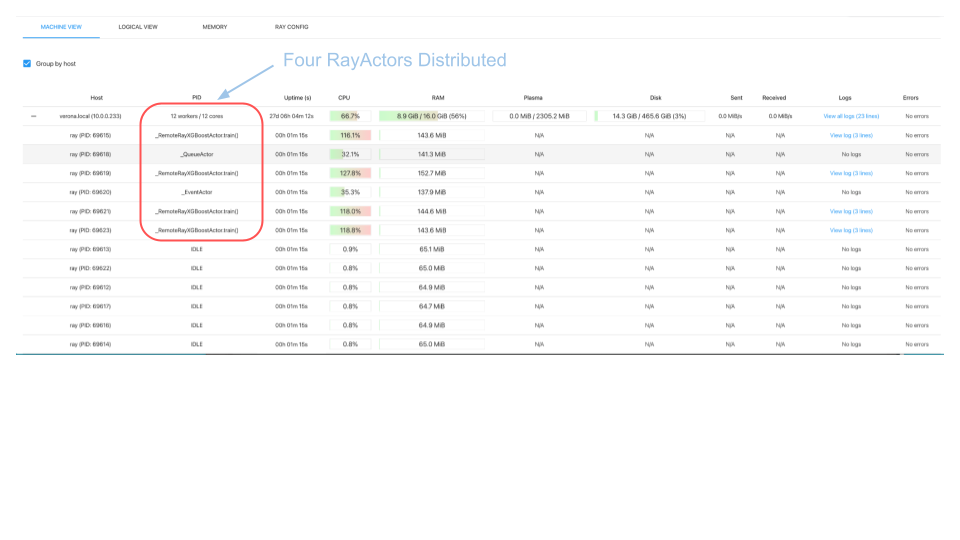 MACHINE VIEW LOGICAL VIEW MEMORY RAY CONFIG
Four RayActors Distributed
Group by host
Host PID Uptime (s) CPU RAM Plasma Disk Sent Received Logs Errors
verona.local (10.0.0.233) 12 workers / 12 cores 27d 06h 04m 12s 66.7% 8.9 GiB / 16.0 GiB (56%) 0.0 MiB / 2305.2 MiB 14.3 GiB / 465.6 GiB (3%) 0.0 MiB/s 0.0 MiB/s View all logs (23 lines) No errors
ray (PID: 69615) _RemoteRayXGBoostActor.train() 00h 01m 15s 116.1% 143.6 MiB N/A N/A N/A N/A View log (3 lines) No errors
ray (PID: 69618) _QueueActor 00h 01m 15s 32.1% 141.3 MiB N/A N/A N/A N/A No logs No errors
ray (PID: 69619) _RemoteRayXGBoostActor.train() 00h 01m 15s 127.8% 152.7 MiB N/A N/A N/A N/A View log (3 lines) No errors
ray (PID: 69620) _EventActor 00h 01m 15s 35.3% 137.9 MiB N/A N/A N/A N/A No logs No errors
ray (PID: 69621) _RemoteRayXGBoostActor.train() 00h 01m 15s 118.0% 144.6 MiB N/A N/A N/A N/A View log (3 lines) No errors
ray (PID: 69623) _RemoteRayXGBoostActor.train() 00h 01m 15s 118.8% 143.6 MiB N/A N/A N/A N/A View log (3 lines) No errors
ray (PID: 69613) IDLE 00h 01m 15s 0.9% 65.1 MiB N/A N/A N/A N/A No logs No errors
ray (PID: 69622) IDLE 00h 01m 15s 0.8% 65.0 MiB N/A N/A N/A N/A No logs No errors
ray (PID: 69612) IDLE 00h 01m 15s 0.8% 64.9 MiB N/A N/A N/A N/A No logs No errors
ray (PID: 69617) IDLE 00h 01m 15s 0.8% 64.7 MiB N/A N/A N/A N/A No logs No errors
ray (PID: 69616) IDLE 00h 01m 15s 0.8% 64.9 MiB N/A N/A N/A N/A No logs No errors
ray (PID: 69614) IDLE 00h 01m 15s 0.8% 65.0 MiB N/A N/A N/A N/A No logs No errors